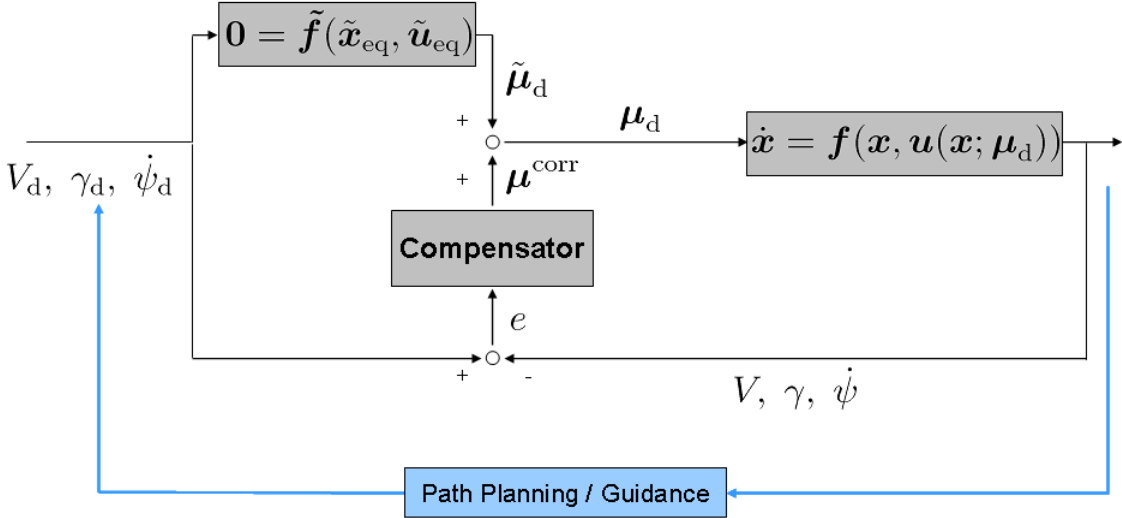 𝟎 = 𝒇̃(𝒙̃_eq, 𝒖̃_eq)
𝝁̃_d
+
𝝁_d
𝒙̇ = 𝒇(𝒙, 𝒖(𝒙; 𝝁_d))
V_d, γ_d, ψ̇_d
+
𝝁^corr
Compensator
e
+
-
V, γ, ψ̇
Path Planning / Guidance